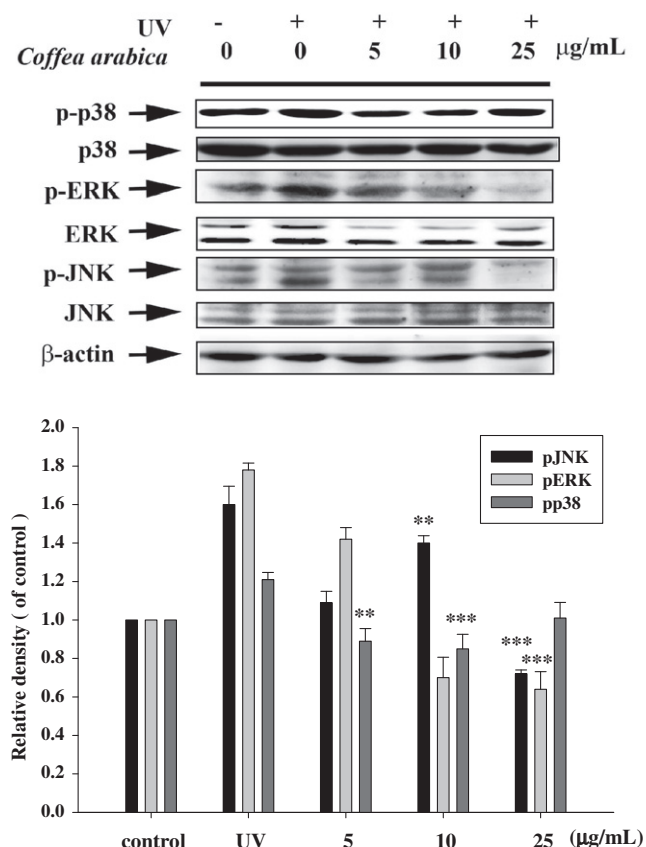 UV - + + + +
Coffea arabica 0 0 5 10 25 μg/mL
p-p38
p38
p-ERK
ERK
p-JNK
JNK
β-actin
2.0
1.8
1.6
1.4
1.2
1.0
0.8
0.6
0.4
0.2
0.0
Relative density ( of control )
pJNK
pERK
pp38
**
**
***
***
***
control UV 5 10 25 (μg/mL)